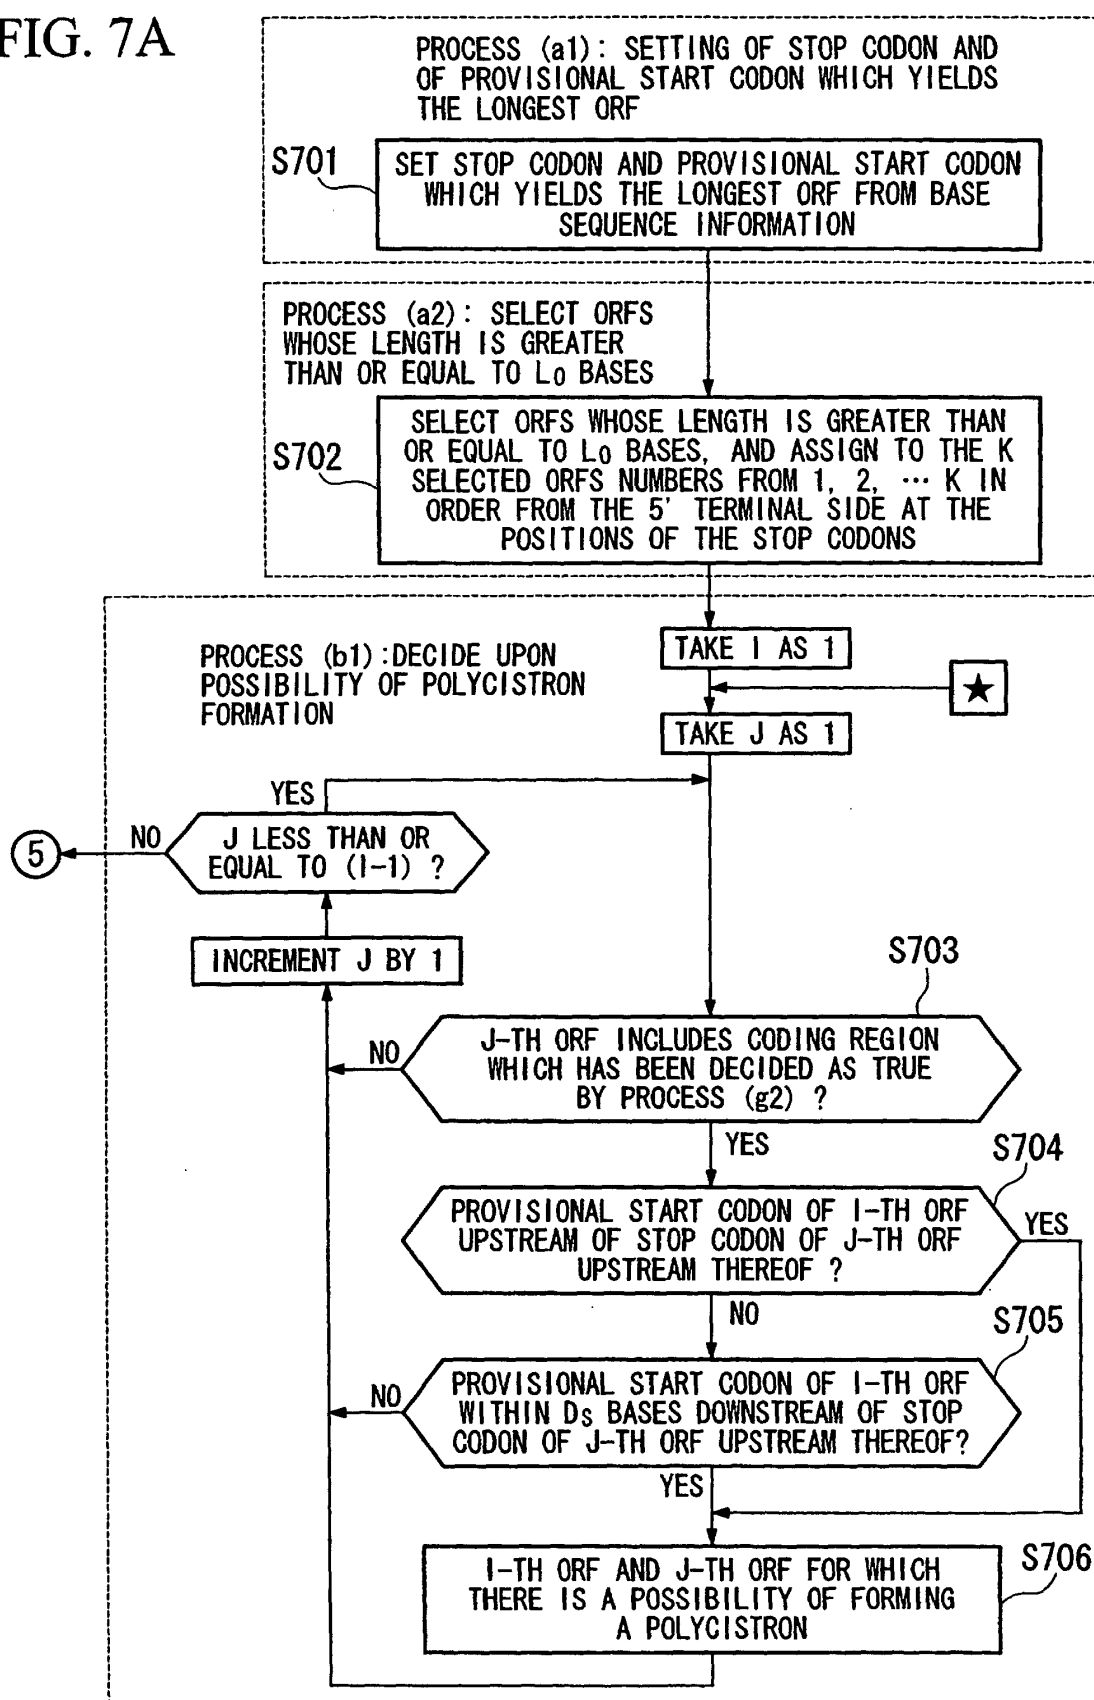 FIG. 7A
PROCESS (a1): SETTING OF STOP CODON AND
OF PROVISIONAL START CODON WHICH YIELDS
THE LONGEST ORF
S701
SET STOP CODON AND PROVISIONAL START CODON
WHICH YIELDS THE LONGEST ORF FROM BASE
SEQUENCE INFORMATION
PROCESS (a2): SELECT ORFS
WHOSE LENGTH IS GREATER
THAN OR EQUAL TO L0 BASES
S702
SELECT ORFS WHOSE LENGTH IS GREATER THAN
OR EQUAL TO L0 BASES, AND ASSIGN TO THE K
SELECTED ORFS NUMBERS FROM 1, 2, ··· K IN
ORDER FROM THE 5' TERMINAL SIDE AT THE
POSITIONS OF THE STOP CODONS
PROCESS (b1):DECIDE UPON
POSSIBILITY OF POLYCISTRON
FORMATION
TAKE I AS 1
★
TAKE J AS 1
YES
5
NO
J LESS THAN OR
EQUAL TO (I-1) ?
INCREMENT J BY 1
S703
NO
J-TH ORF INCLUDES CODING REGION
WHICH HAS BEEN DECIDED AS TRUE
BY PROCESS (g2) ?
YES
S704
PROVISIONAL START CODON OF I-TH ORF
UPSTREAM OF STOP CODON OF J-TH ORF
UPSTREAM THEREOF ?
YES
NO
S705
NO
PROVISIONAL START CODON OF I-TH ORF
WITHIN DS BASES DOWNSTREAM OF STOP
CODON OF J-TH ORF UPSTREAM THEREOF?
YES
S706
I-TH ORF AND J-TH ORF FOR WHICH
THERE IS A POSSIBILITY OF FORMING
A POLYCISTRON